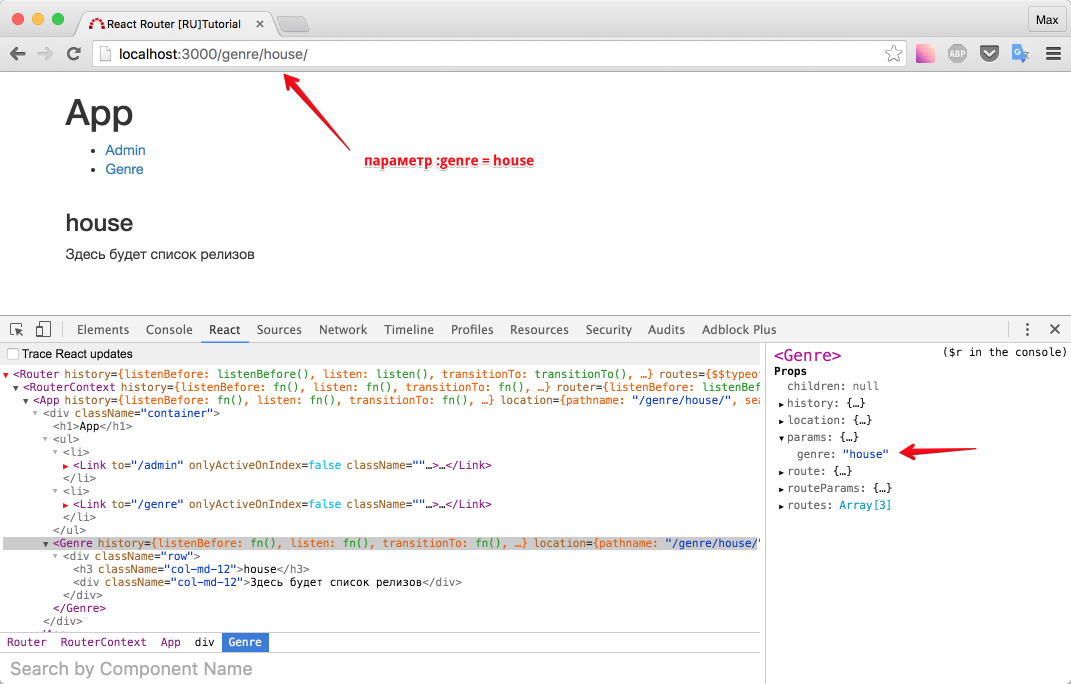 React Router [RU]Tutorial
Max
localhost:3000/genre/house/
ABP
App
Admin
Genre
параметр :genre = house
house
Здесь будет список релизов
Elements Console React Sources Network Timeline Profiles Resources Security Audits Adblock Plus
Trace React updates
<Router history={listenBefore: listenBefore(), listen: listen(), transitionTo: transitionTo(), …} routes={$$typeof
<RouterContext history={listenBefore: fn(), listen: fn(), transitionTo: fn(), …} router={listenBefore: listenBef
<App history={listenBefore: fn(), listen: fn(), transitionTo: fn(), …} location={pathname: "/genre/house/", sea
<div className="container">
<h1>App</h1>
<ul>
<li>
<Link to="/admin" onlyActiveOnIndex=false className=""…>…</Link>
</li>
<li>
<Link to="/genre" onlyActiveOnIndex=false className=""…>…</Link>
</li>
</ul>
<Genre history={listenBefore: fn(), listen: fn(), transitionTo: fn(), …} location={pathname: "/genre/house/"
<div className="row">
<h3 className="col-md-12">house</h3>
<div className="col-md-12">Здесь будет список релизов</div>
</div>
</Genre>
</div>
Router RouterContext App div Genre
Search by Component Name
<Genre> ($r in the console)
Props
children: null
history: {…}
location: {…}
params: {…}
genre: "house"
route: {…}
routeParams: {…}
routes: Array[3]